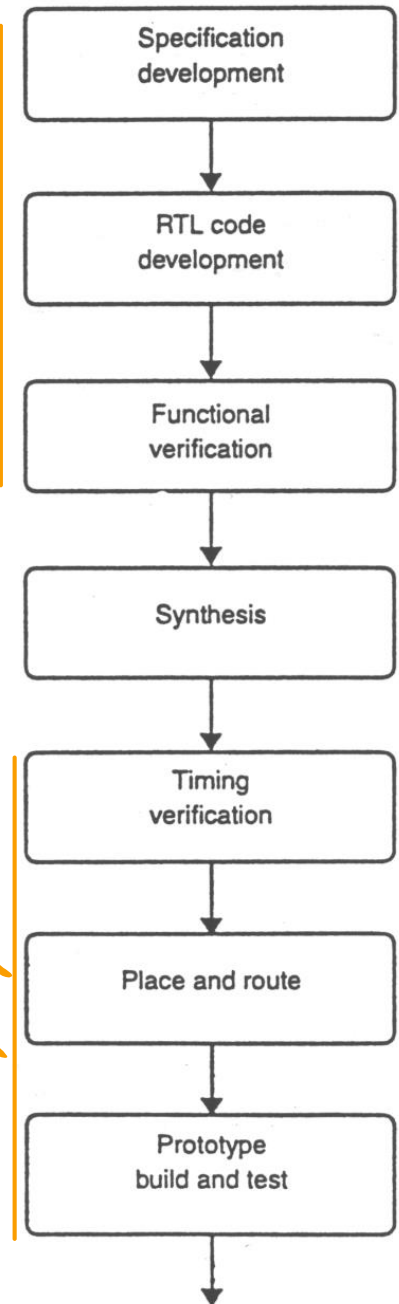 Specification
development
RTL code
development
Functional
verification
Synthesis
Timing
verification
Place and route
Prototype
build and test